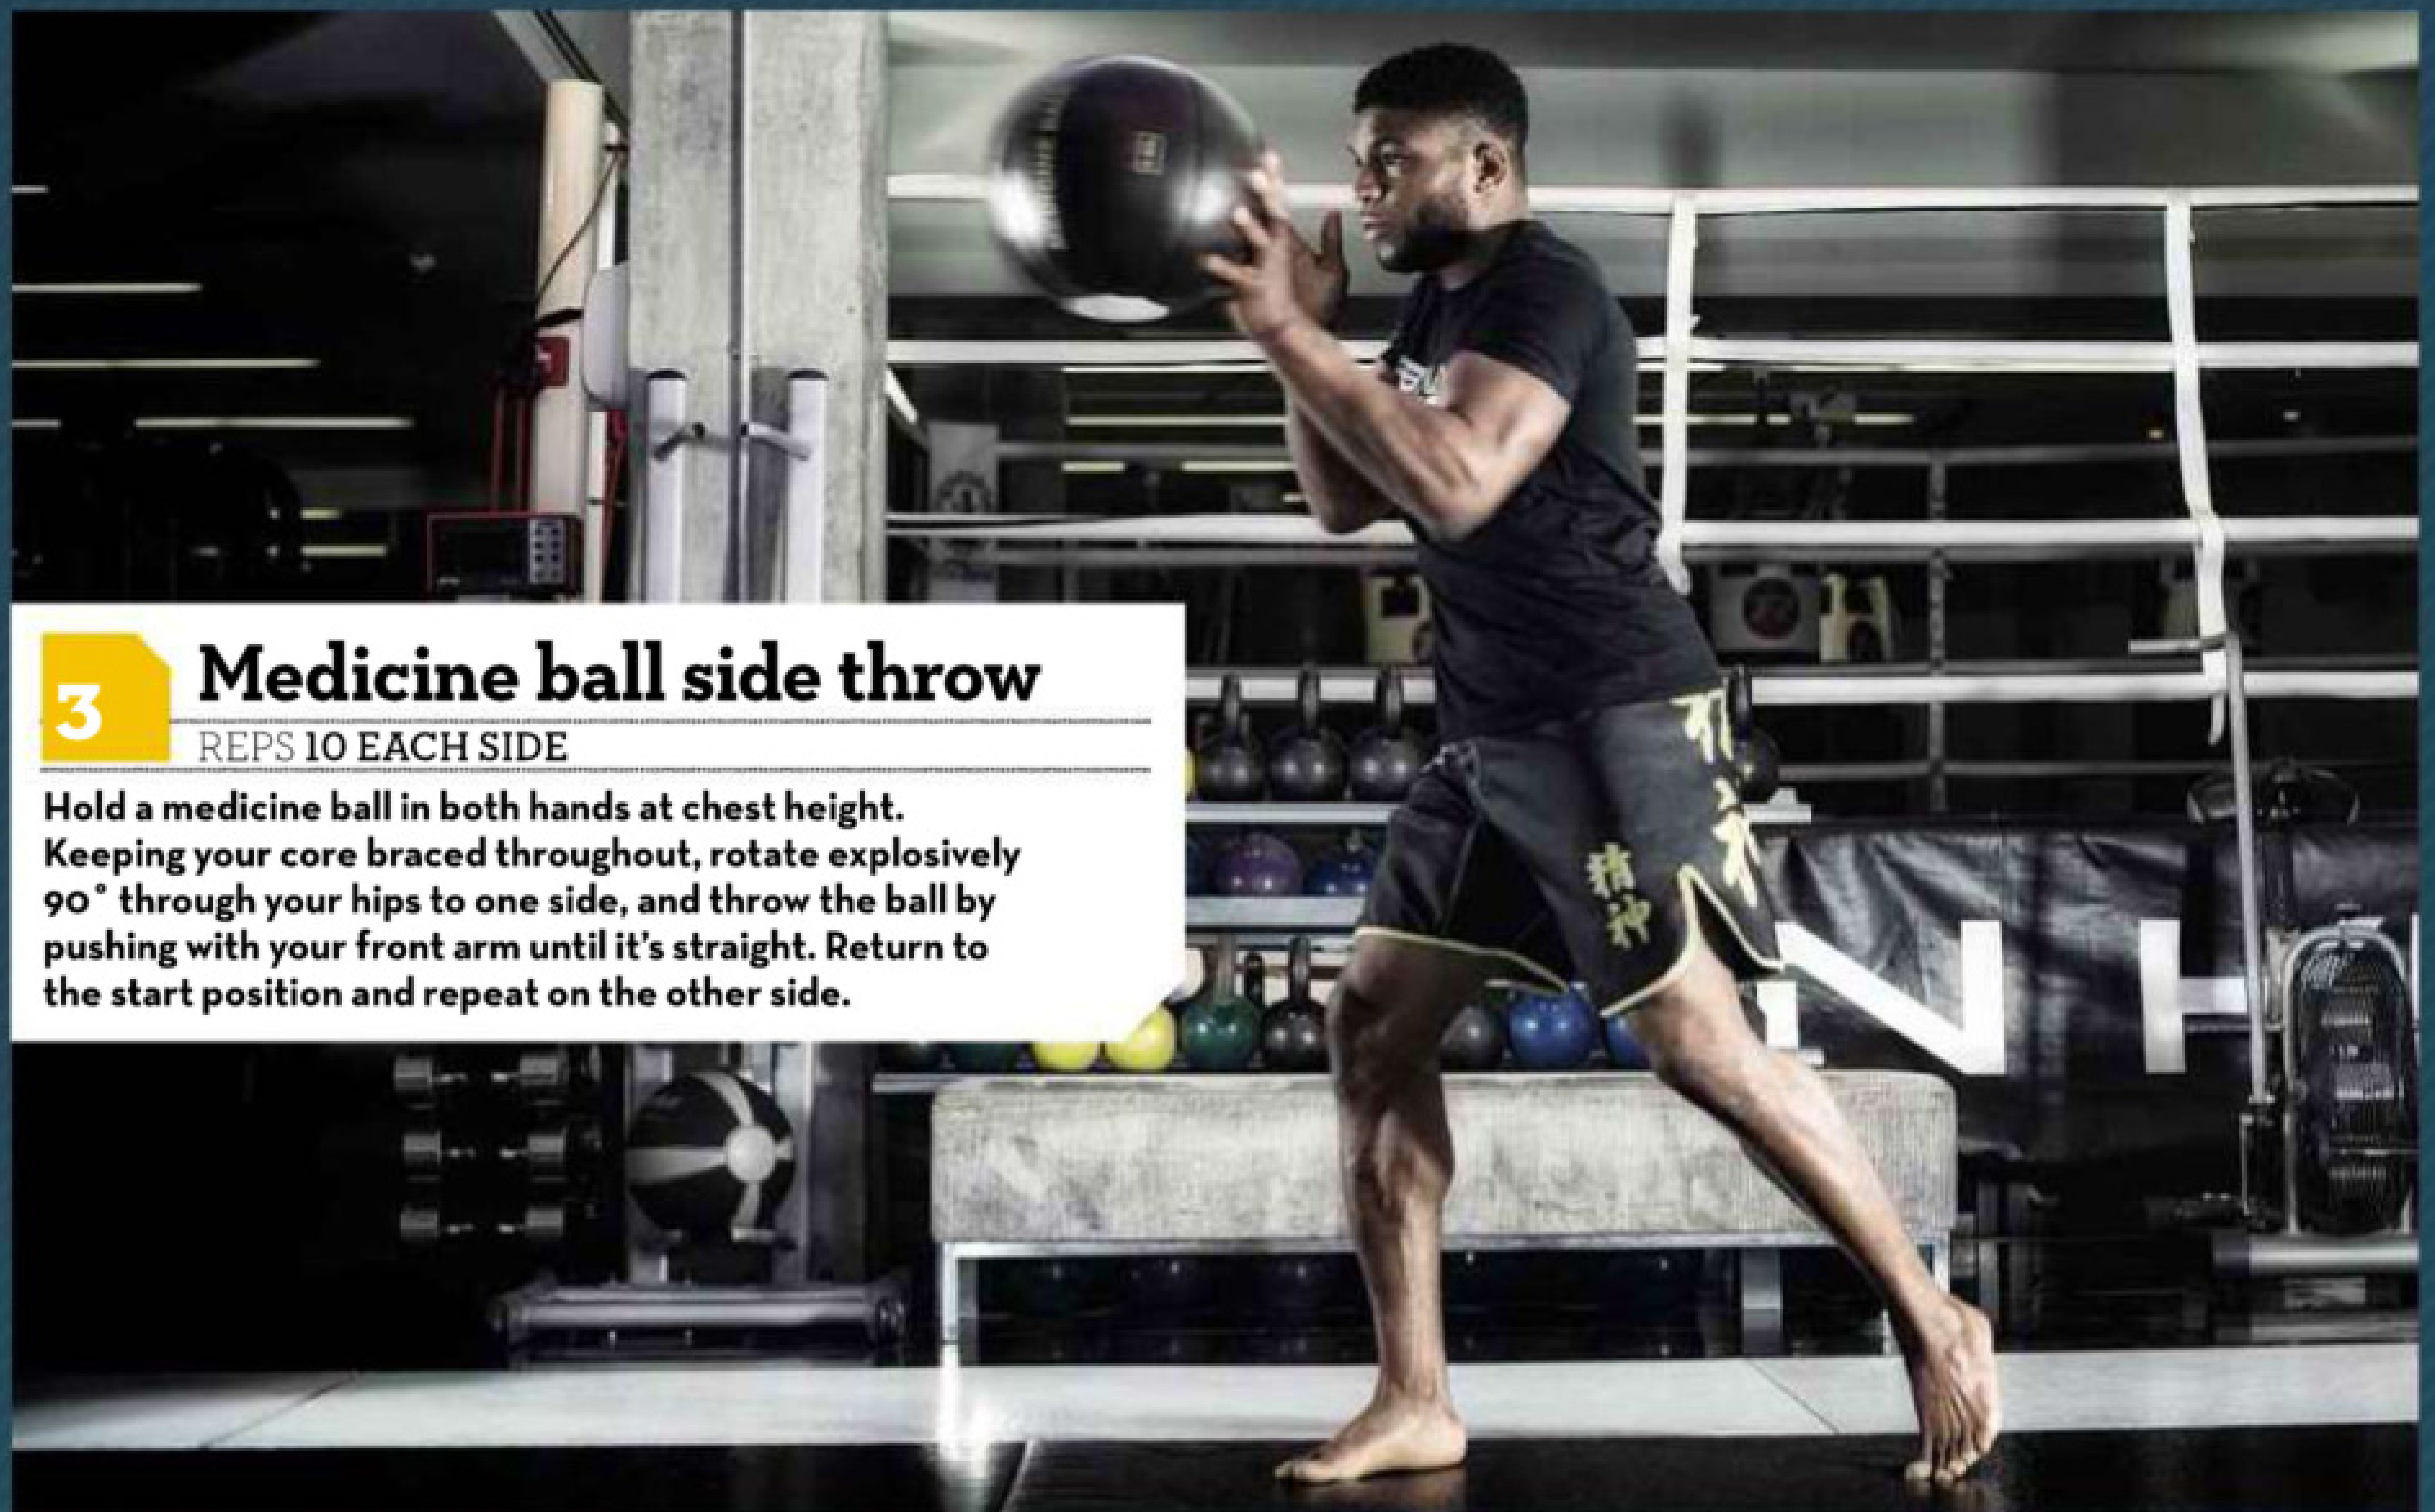 3
Medicine ball side throw
REPS 10 EACH SIDE
Hold a medicine ball in both hands at chest height.
Keeping your core braced throughout, rotate explosively
90° through your hips to one side, and throw the ball by
pushing with your front arm until it's straight. Return to
the start position and repeat on the other side.
精
神
N H